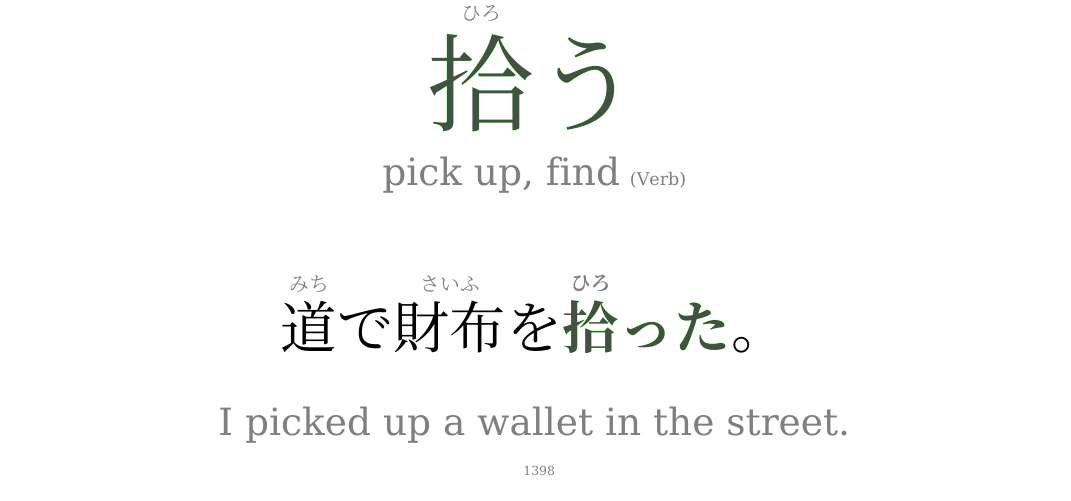 ひろ
拾う
pick up, find (Verb)
みち さいふ ひろ
道で財布を拾った。
I picked up a wallet in the street.
1398